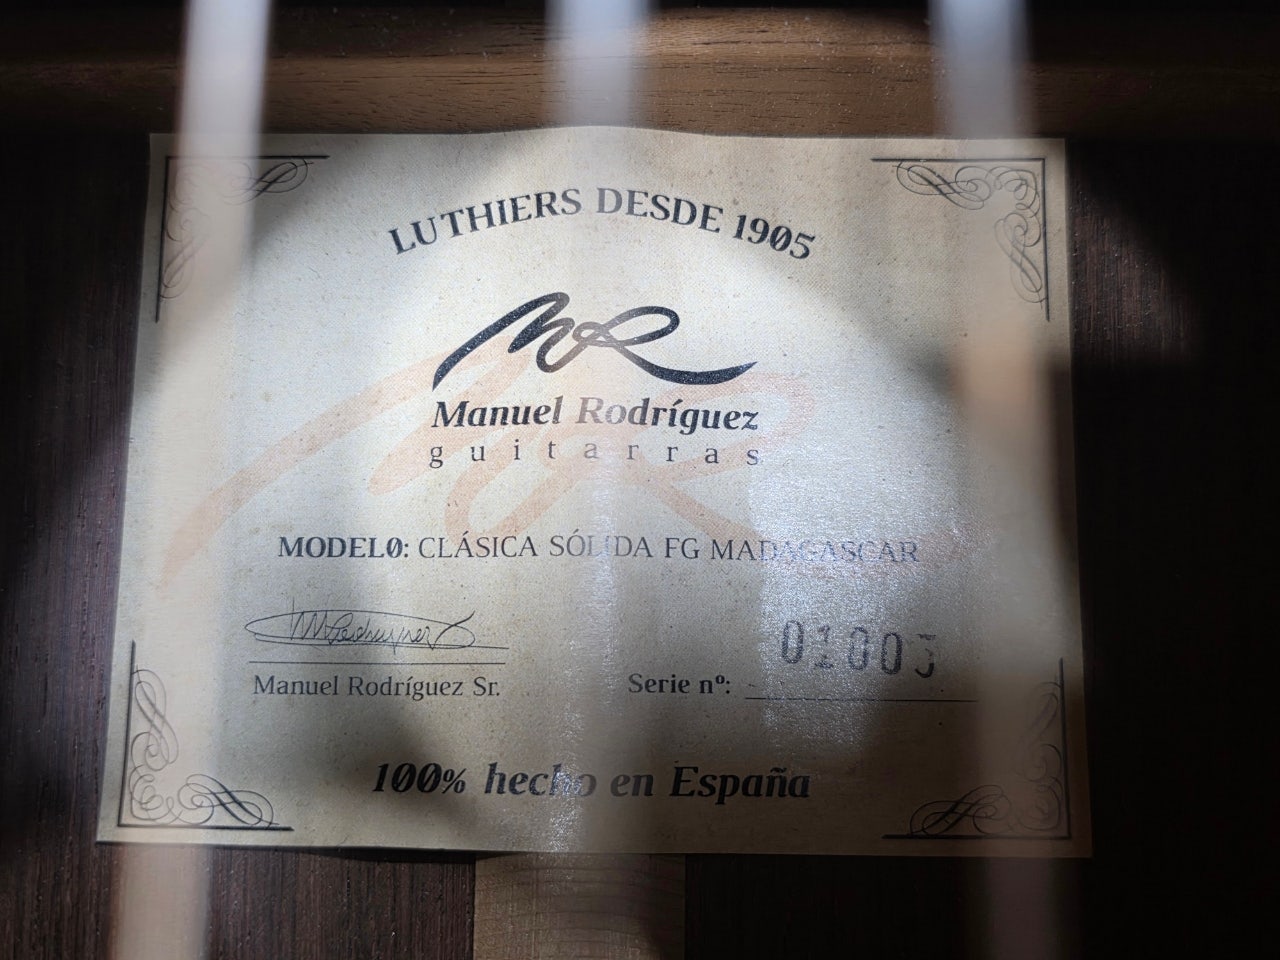 LUTHIERS DESDE 1905
MR
Manuel Rodríguez
guitarras
MODELO: CLÁSICA SÓLIDA FG MADAGASCAR
Manuel Rodríguez Sr.
Serie nº:
100% hecho en España